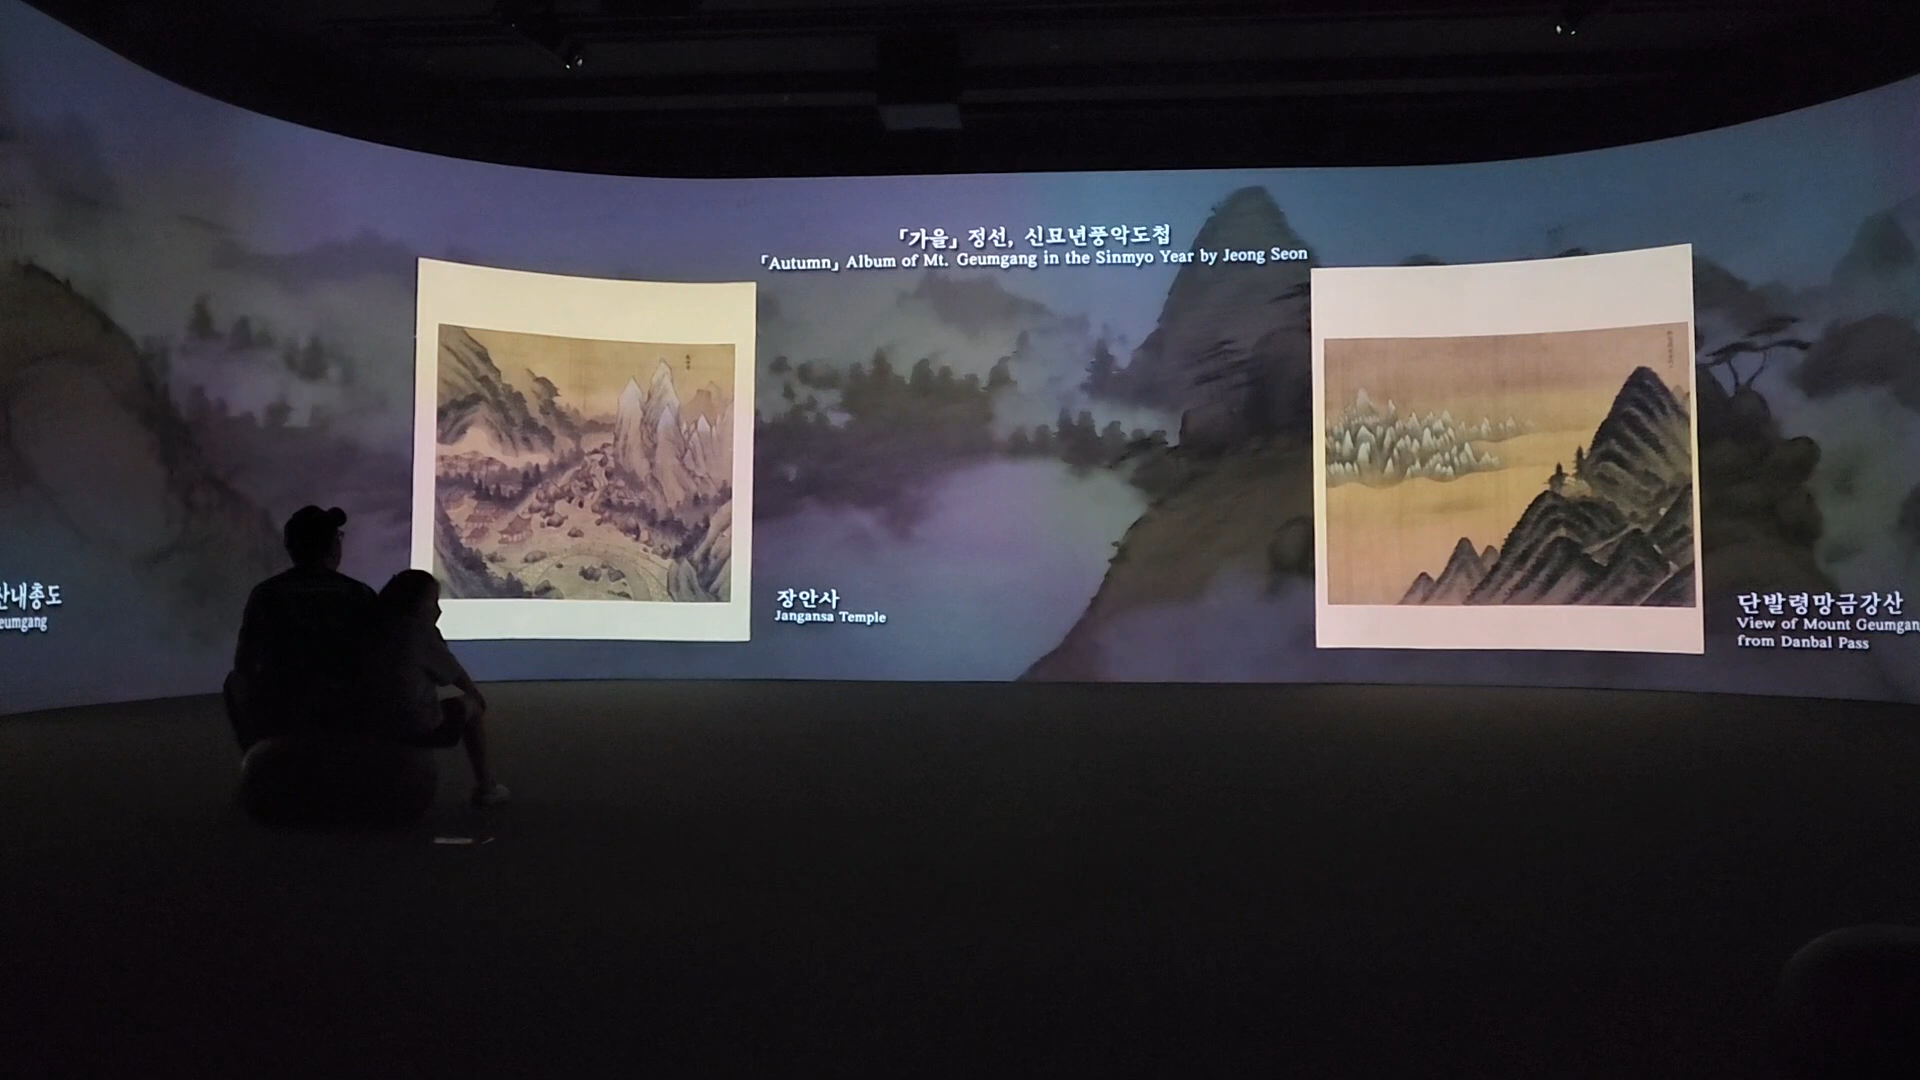 「가을」 정선, 신묘년풍악도첩
「Autumn」 Album of Mt. Geumgang in the Sinmyo Year by Jeong Seon
산내총도
eumgang
장안사
Jangansa Temple
단발령망금강산
View of Mount Geumgan
from Danbal Pass